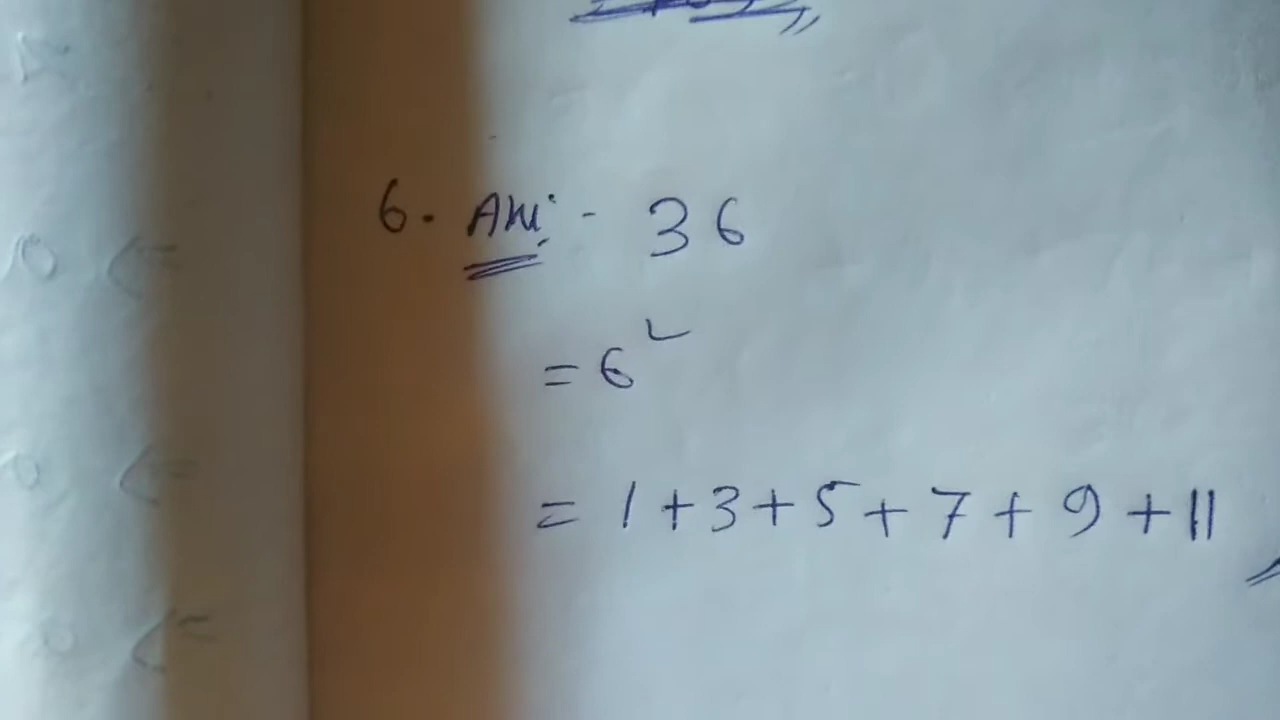 6. Ans:- 36
= 6²
= 1+3+5+7+9+11